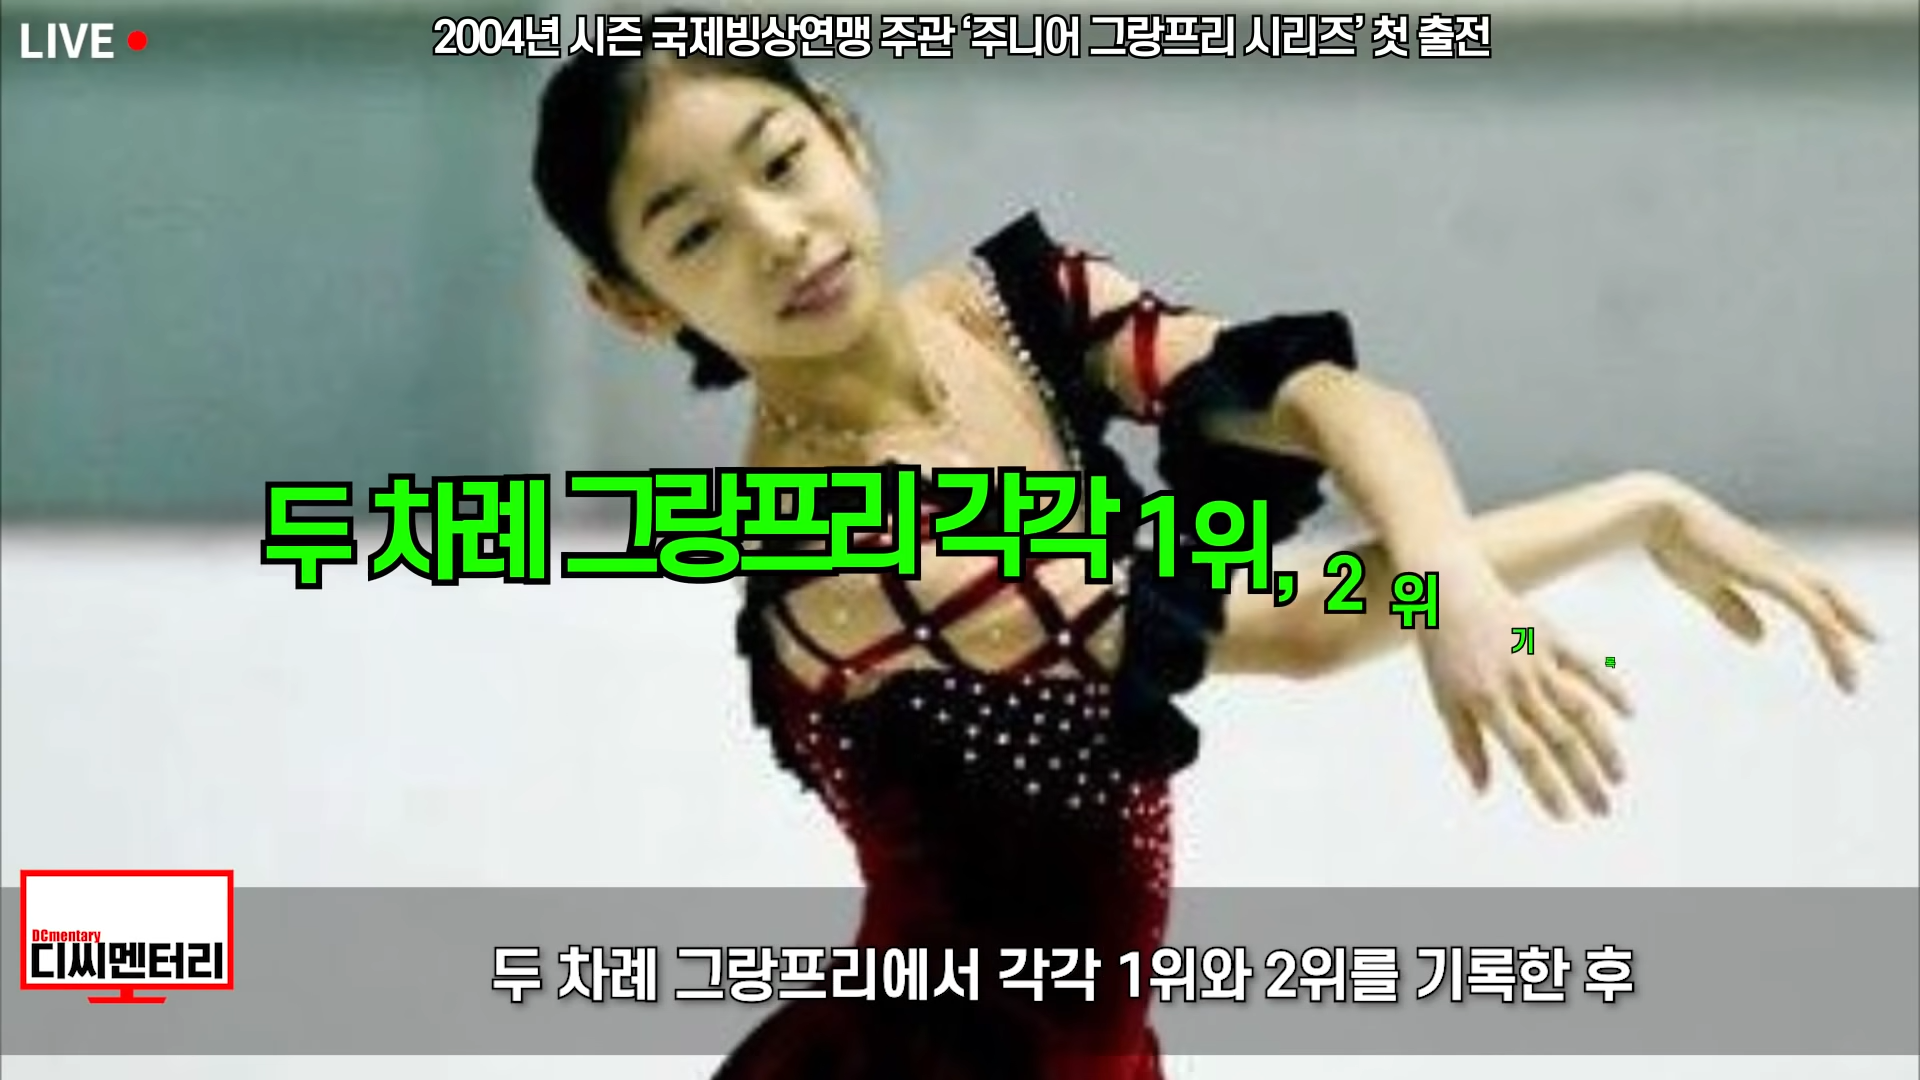 LIVE
2004년 시즌 국제빙상연맹 주관 ‘주니어 그랑프리 시리즈’ 첫 출전
두 차례 그랑프리 각각 1위, 2위 기록
DCmentary
디씨멘터리
두 차례 그랑프리에서 각각 1위와 2위를 기록한 후